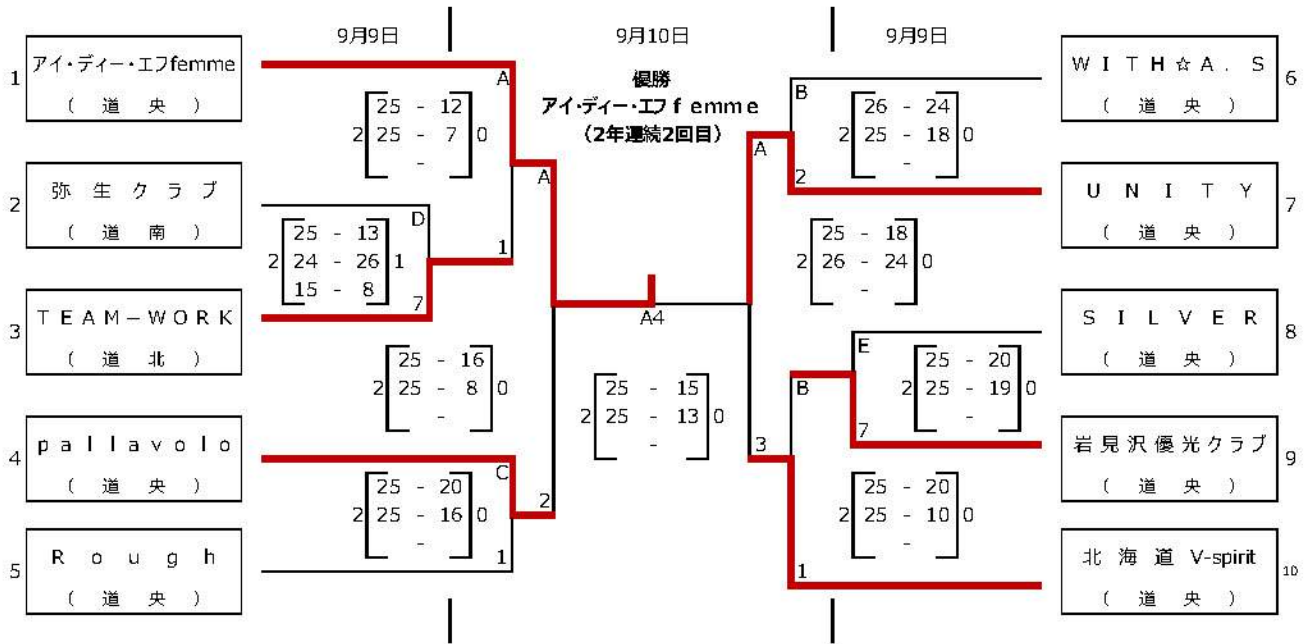 9月9日
9月10日
9月9日
1
アイ・ディー・エフfemme
( 道 央 )
2
弥 生 ク ラ ブ
( 道 南 )
3
TEAM－WORK
( 道 北 )
4
pallavolo
( 道 央 )
5
R o u g h
( 道 央 )
A
25 - 12
2 25 - 7 0
-
D
25 - 13
2 24 - 26 1
15 - 8
7
1
A
25 - 16
2 25 - 8 0
-
C
25 - 20
2 25 - 16 0
-
1
2
優勝
アイ・ディー・エフ f emme
（2年連続2回目）
A4
25 - 15
2 25 - 13 0
-
A
3
B
26 - 24
2 25 - 18 0
-
2
25 - 18
2 26 - 24 0
-
E
25 - 20
2 25 - 19 0
-
B
7
25 - 20
2 25 - 10 0
-
1
W I T H ☆ A . S
( 道 央 )
6
U N I T Y
( 道 央 )
7
S I L V E R
( 道 央 )
8
岩見沢優光クラブ
( 道 央 )
9
北 海 道 V-spirit
( 道 央 )
10